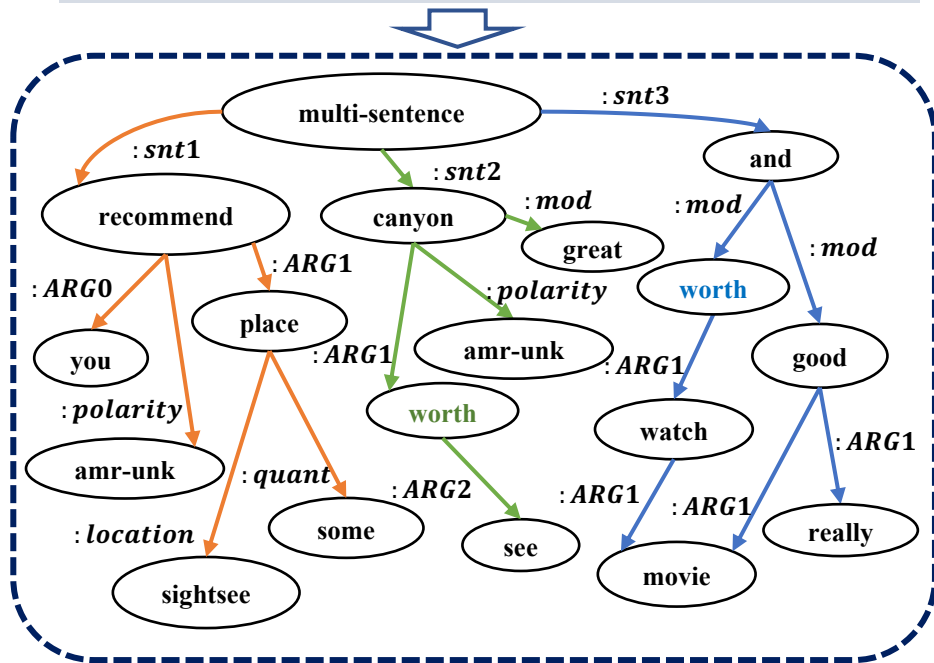 multi-sentence
:snt3
:snt1
and
:snt2
:mod
:mod
recommend
canyon
great
:mod
:ARG1
:ARG0
:polarity
worth
place
:ARG1
amr-unk
you
good
:ARG1
:polarity
worth
watch
:ARG1
amr-unk
:quant
:ARG2
:ARG1
:ARG1
:location
some
see
really
movie
sightsee